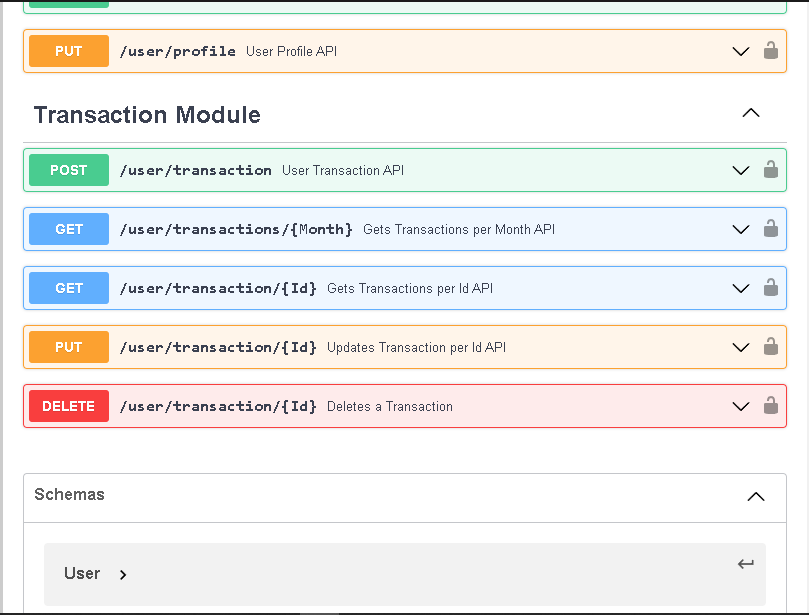 PUT /user/profile User Profile API
Transaction Module
POST /user/transaction User Transaction API
GET /user/transactions/{Month} Gets Transactions per Month API
GET /user/transaction/{Id} Gets Transactions per Id API
PUT /user/transaction/{Id} Updates Transaction per Id API
DELETE /user/transaction/{Id} Deletes a Transaction
Schemas
User